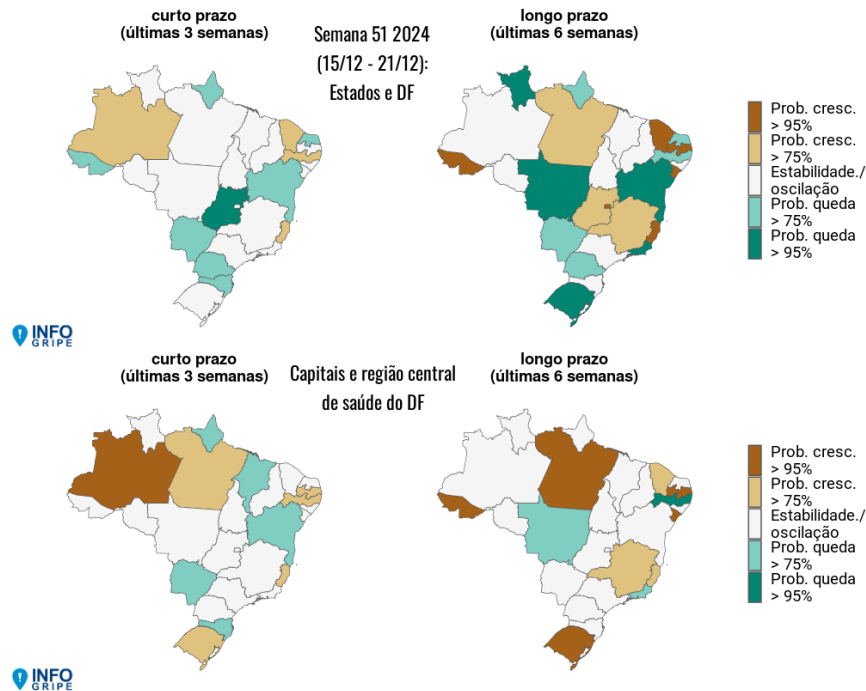 curto prazo
(últimas 3 semanas)
Semana 51 2024
(15/12 - 21/12):
Estados e DF
longo prazo
(últimas 6 semanas)
Prob. cresc.
> 95%
Prob. cresc.
> 75%
Estabilidade./
oscilação
Prob. queda
> 75%
Prob. queda
> 95%
INFO
GRIPE
curto prazo
(últimas 3 semanas)
Capitais e região central
de saúde do DF
longo prazo
(últimas 6 semanas)
Prob. cresc.
> 95%
Prob. cresc.
> 75%
Estabilidade./
oscilação
Prob. queda
> 75%
Prob. queda
> 95%
INFO
GRIPE